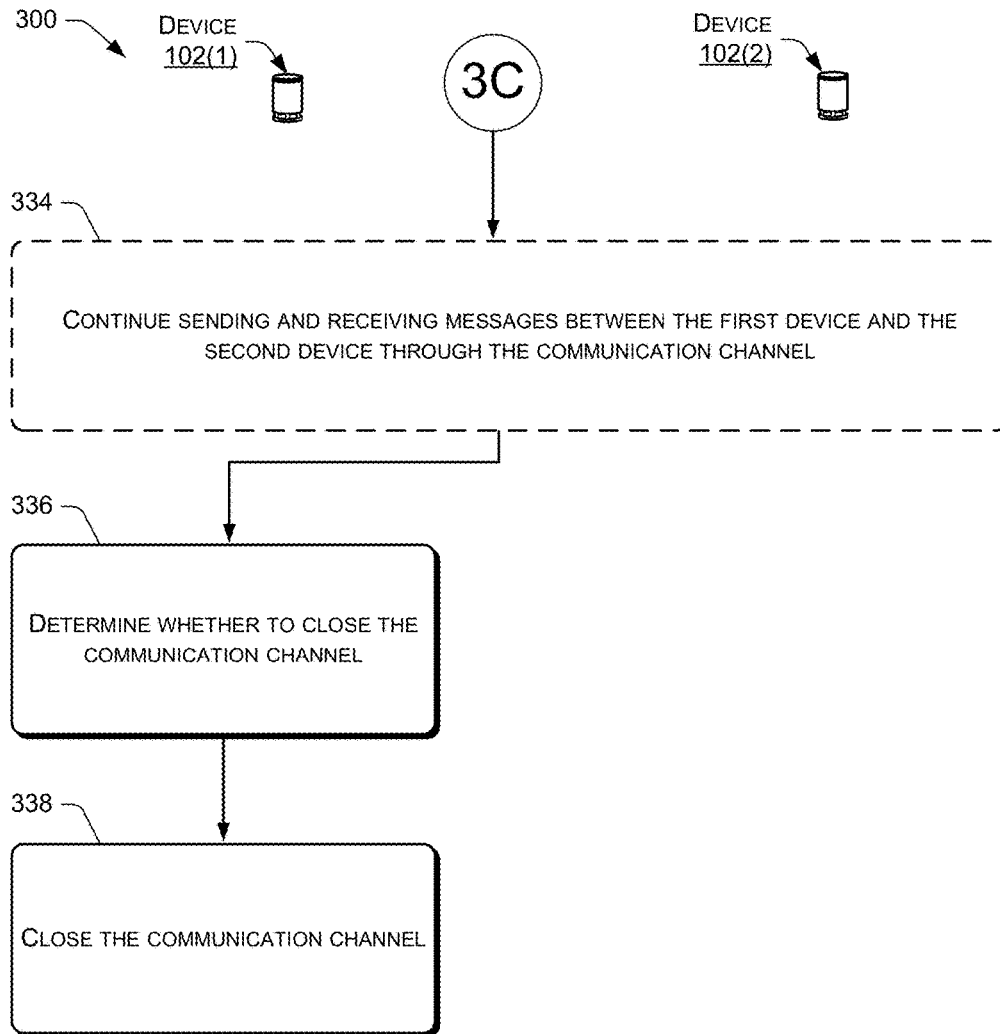 300
DEVICE
102(1)
3C
DEVICE
102(2)
334
CONTINUE SENDING AND RECEIVING MESSAGES BETWEEN THE FIRST DEVICE AND THE
SECOND DEVICE THROUGH THE COMMUNICATION CHANNEL
336
DETERMINE WHETHER TO CLOSE THE
COMMUNICATION CHANNEL
338
CLOSE THE COMMUNICATION CHANNEL